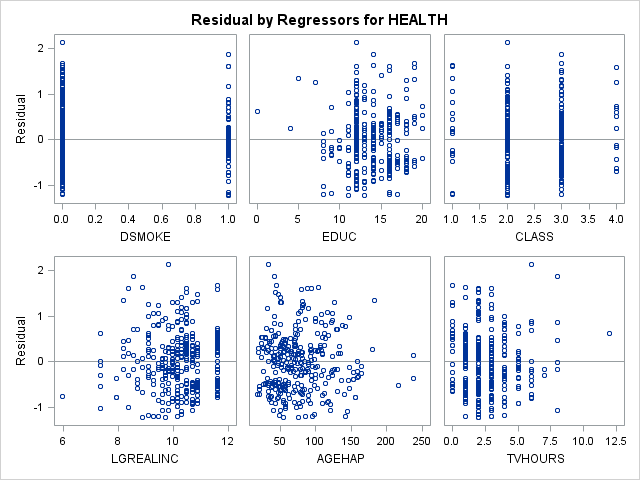 Residual by Regressors for HEALTH
Residual
2
1
0
-1
0.0 0.2 0.4 0.6 0.8 1.0
DSMOKE
0 5 10 15 20
EDUC
1.0 1.5 2.0 2.5 3.0 3.5 4.0
CLASS
Residual
2
1
0
-1
6 8 10 12
LGREALINC
50 100 150 200 250
AGEHAP
0.0 2.5 5.0 7.5 10.0 12.5
TVHOURS